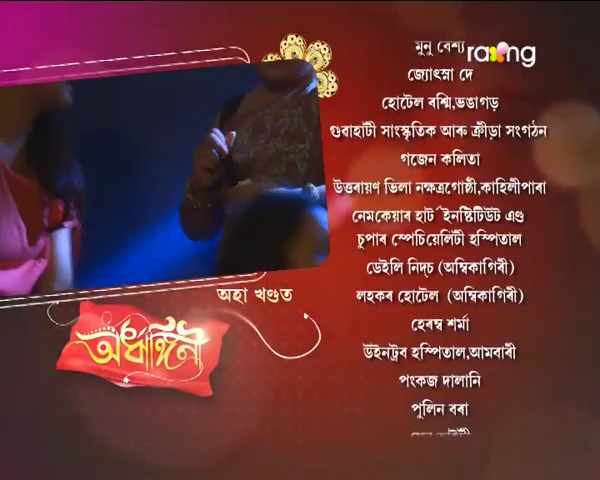 মুনু বেশ্য
rang
জ্যোৎস্না দে
হোটেল ৰশ্মি,ভঙাগড়
গুৱাহাটী সাংস্কৃতিক আৰু ক্ৰীড়া সংগঠন
গজেন কলিতা
উত্তৰায়ণ ভিলা নক্ষত্ৰগোষ্ঠী,কাহিলীপাৰা
নেমকেয়াৰ হাৰ্ট ইনষ্টিটিউট এণ্ড
চুপাৰ স্পেচিয়েলিটী হস্পিতাল
ডেইলি নিদ্‌চ (অম্বিকাগিৰী)
লহকৰ হোটেল (অম্বিকাগিৰী)
হেৰম্ব শৰ্মা
উইনট্ৰব হস্পিতাল,আমবাৰী
পংকজ দালানি
পুলিন বৰা
অহা খণ্ডত
অৰ্ধাঙ্গিনী